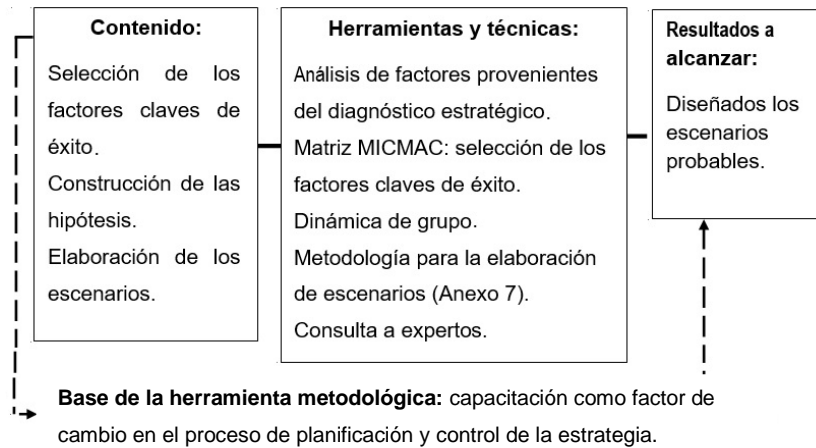 Contenido:
Selección de los
factores claves de
éxito.
Construcción de las
hipótesis.
Elaboración de los
escenarios.
Herramientas y técnicas:
Análisis de factores provenientes
del diagnóstico estratégico.
Matriz MICMAC: selección de los
factores claves de éxito.
Dinámica de grupo.
Metodología para la elaboración
de escenarios (Anexo 7).
Consulta a expertos.
Resultados a
alcanzar:
Diseñados los
escenarios
probables.
Base de la herramienta metodológica: capacitación como factor de
cambio en el proceso de planificación y control de la estrategia.